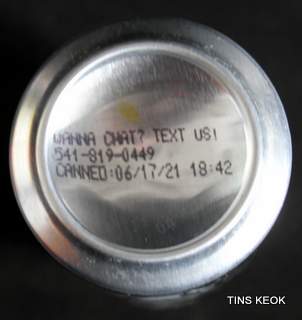 WANNA CHAT? TEXT US!
541-819-0449
CANNED:06/17/21 18:42
TINS KEOK